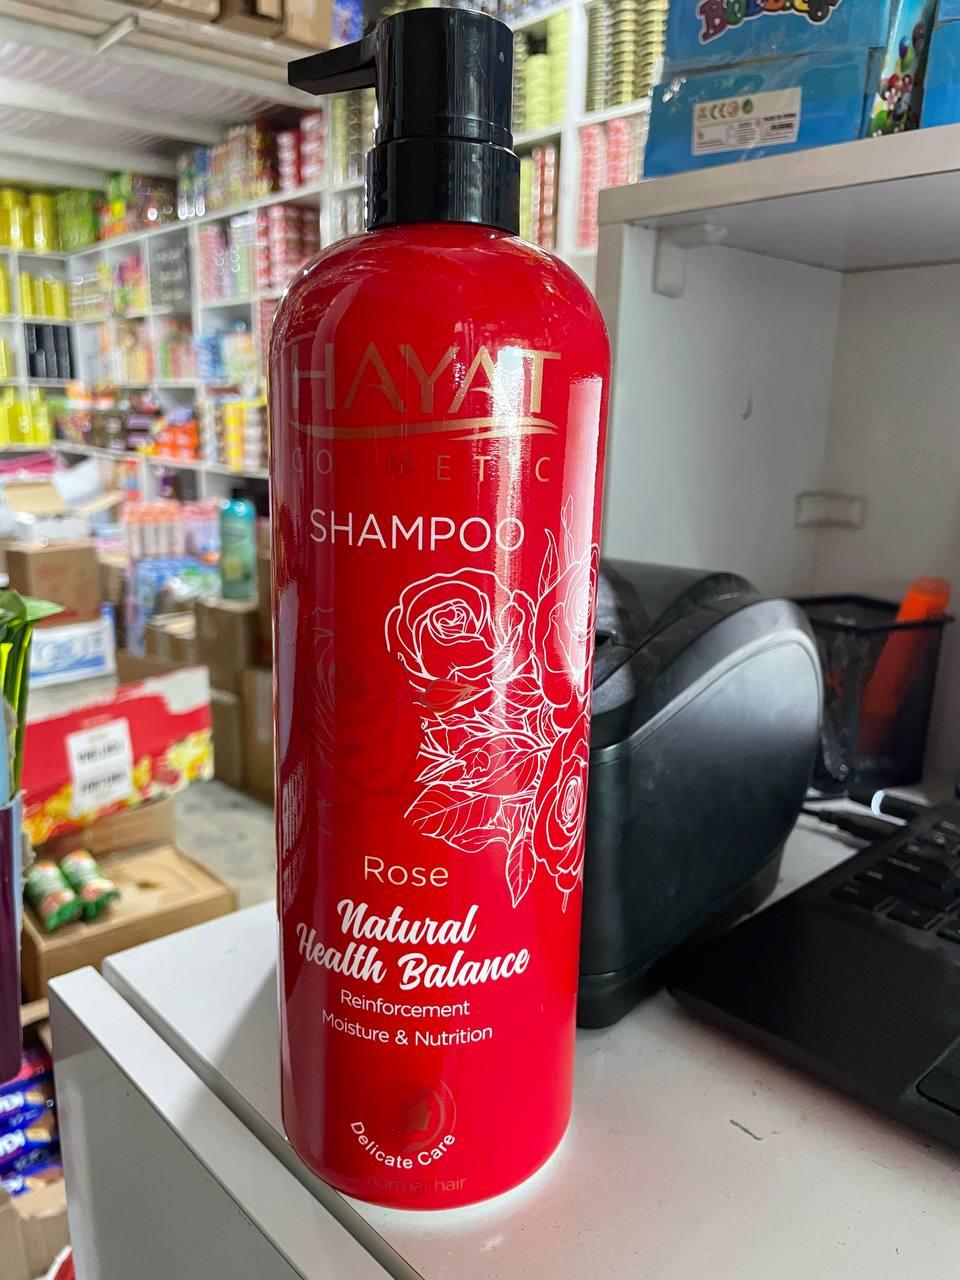 HAYAT
COSMETIC
SHAMPOO
Rose
Natural
Health Balance
Reinforcement
Moisture & Nutrition
Delicate Care
normal hair